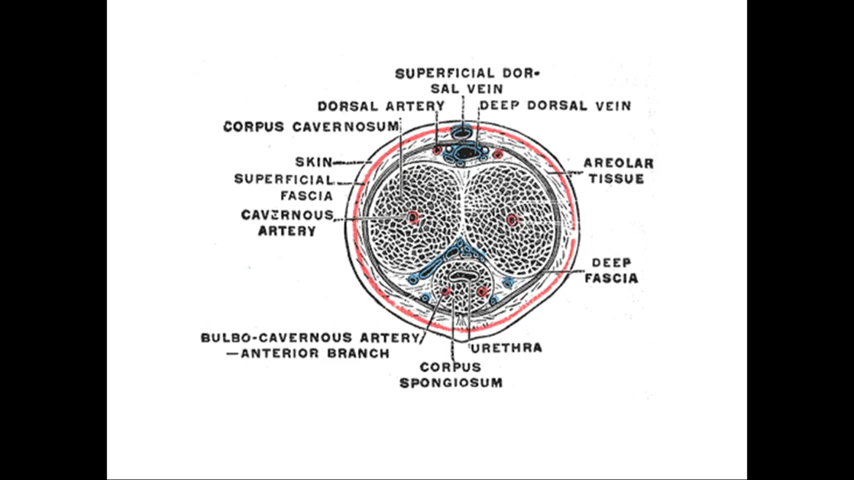 SUPERFICIAL DOR-
SAL VEIN
DORSAL ARTERY
DEEP DORSAL VEIN
CORPUS CAVERNOSUM
SKIN
AREOLAR
TISSUE
SUPERFICIAL
FASCIA
CAVERNOUS
ARTERY
DEEP
FASCIA
BULBO-CAVERNOUS ARTERY
—ANTERIOR BRANCH
URETHRA
CORPUS
SPONGIOSUM